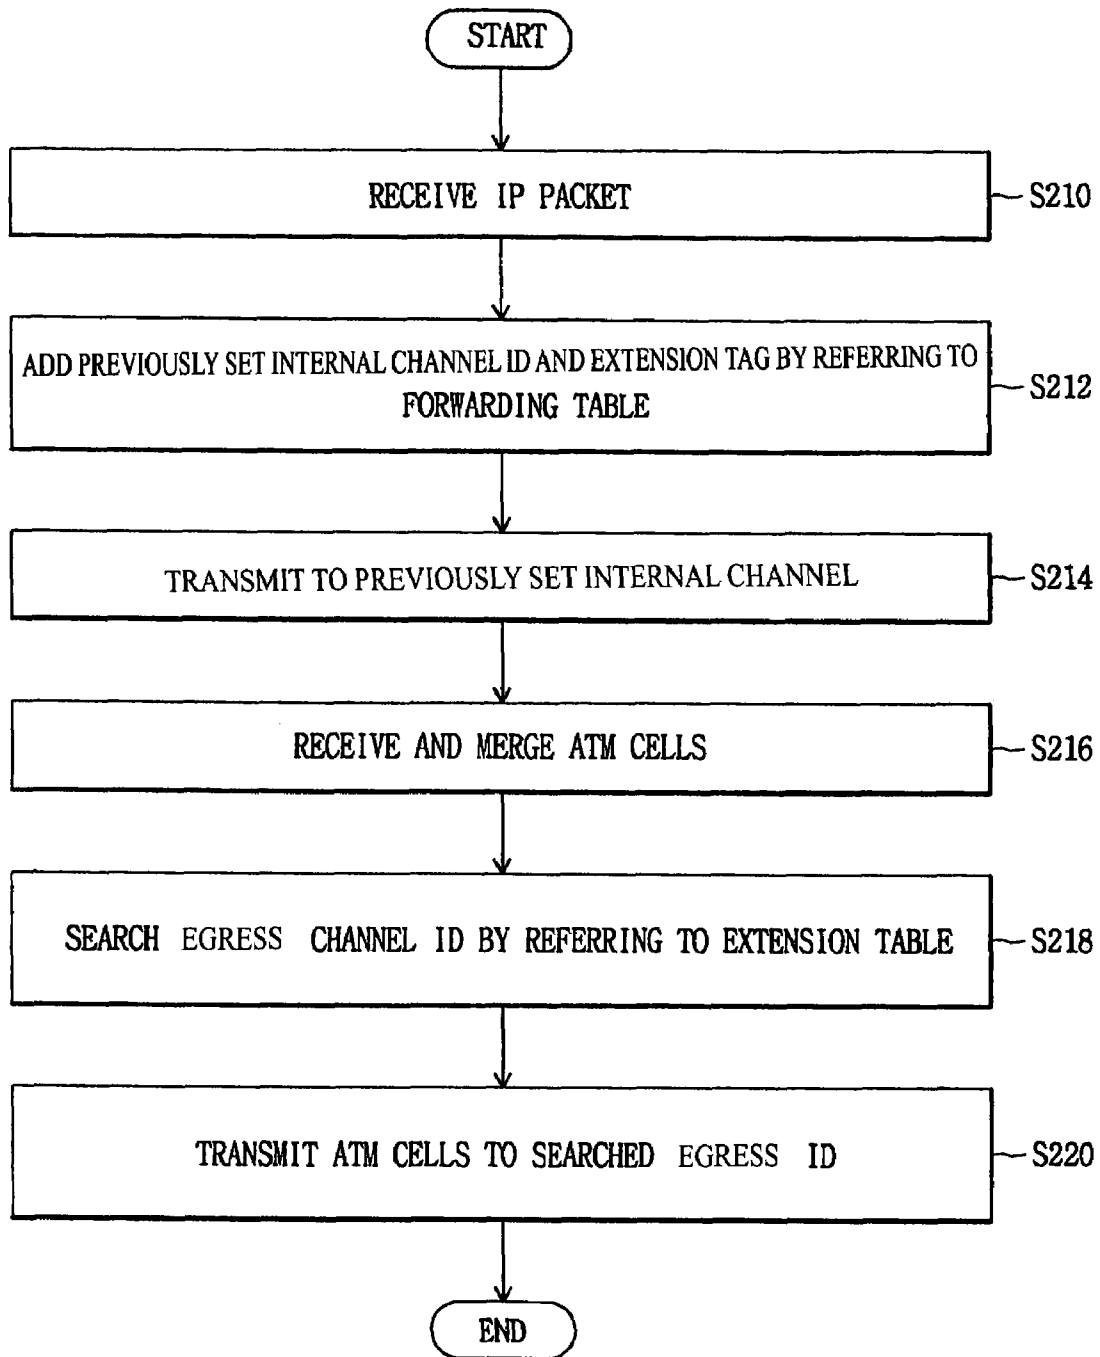 START
RECEIVE IP PACKET
S210
ADD PREVIOUSLY SET INTERNAL CHANNEL ID AND EXTENSION TAG BY REFERRING TO
FORWARDING TABLE
S212
TRANSMIT TO PREVIOUSLY SET INTERNAL CHANNEL
S214
RECEIVE AND MERGE ATM CELLS
S216
SEARCH EGRESS CHANNEL ID BY REFERRING TO EXTENSION TABLE
S218
TRANSMIT ATM CELLS TO SEARCHED EGRESS ID
S220
END